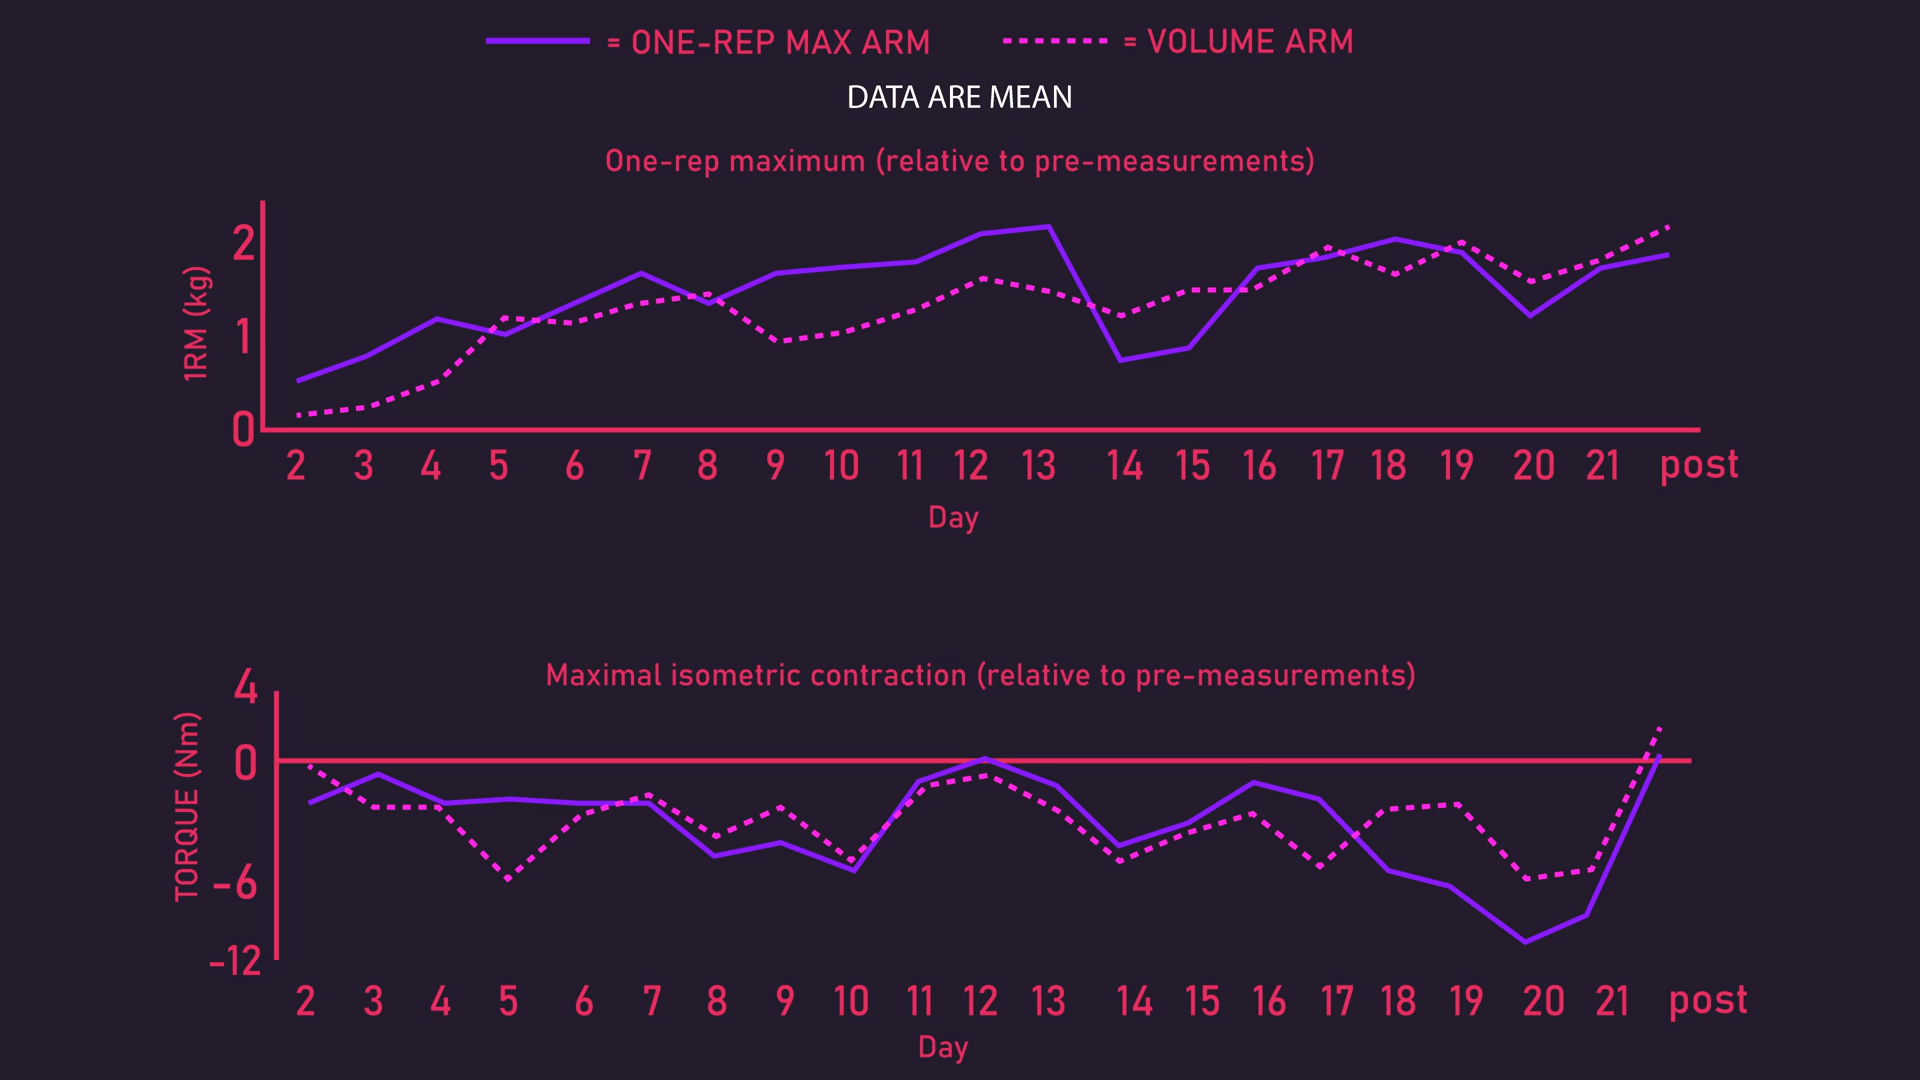 = ONE-REP MAX ARM = VOLUME ARM
DATA ARE MEAN
One-rep maximum (relative to pre-measurements)
1RM (kg)
2
1
0
2 3 4 5 6 7 8 9 10 11 12 13 14 15 16 17 18 19 20 21 post
Day
Maximal isometric contraction (relative to pre-measurements)
TORQUE (Nm)
4
0
-6
-12
2 3 4 5 6 7 8 9 10 11 12 13 14 15 16 17 18 19 20 21 post
Day